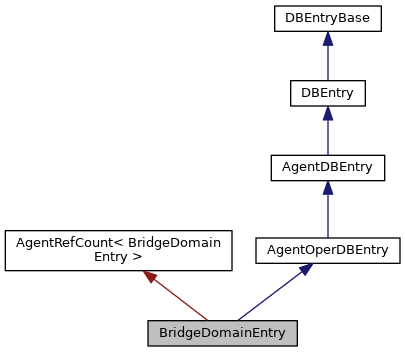 DBEntryBase
DBEntry
AgentDBEntry
AgentRefCount< BridgeDomain
Entry >
AgentOperDBEntry
BridgeDomainEntry